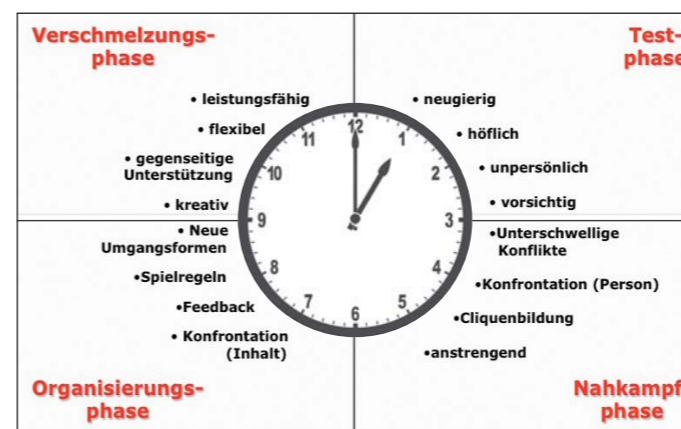 Verschmelzungs-
phase
• leistungsfähig
• flexibel
• gegenseitige
Unterstützung
• kreativ
Test-
phase
• neugierig
• höflich
• unpersönlich
• vorsichtig
12
1
2
3
4
5
6
7
8
9
10
11
• Neue
Umgangsformen
•Spielregeln
•Feedback
• Konfrontation
(Inhalt)
Organisierungs-
phase
•Unterschwellige
Konflikte
•Konfrontation (Person)
•Cliquenbildung
•anstrengend
Nahkampf
phase